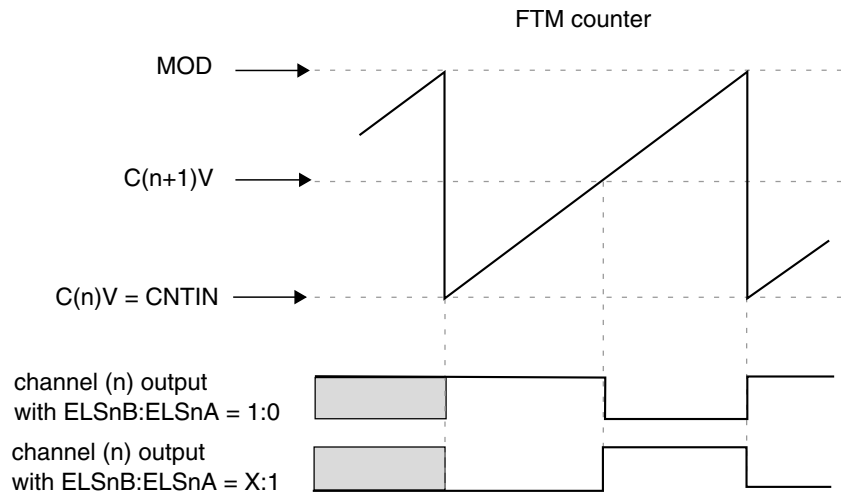 FTM counter
MOD
C(n+1)V
C(n)V = CNTIN
channel (n) output
with ELSnB:ELSnA = 1:0
channel (n) output
with ELSnB:ELSnA = X:1